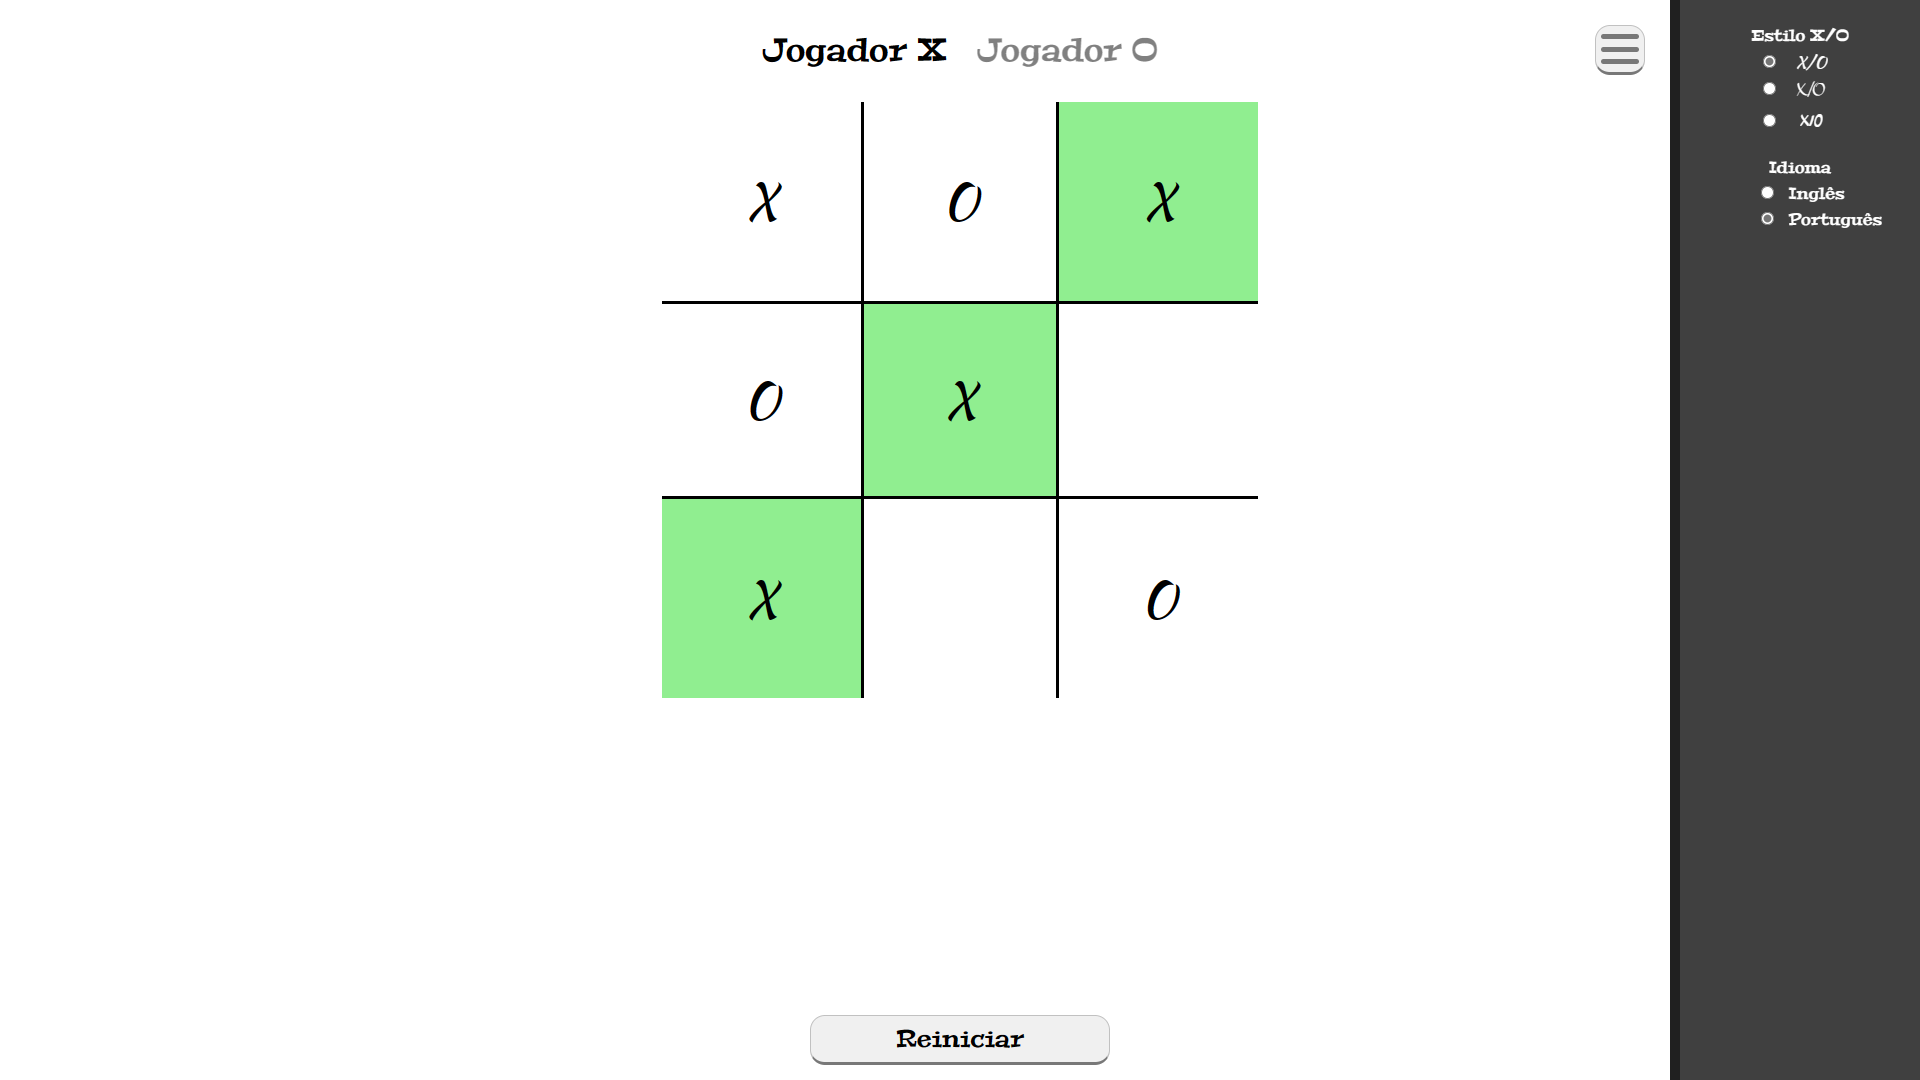 Jogador X Jogador O
X O X
O X
X O
Reiniciar
Estilo X/O
X/O
X/O
X/O
Idioma
Inglês
Português